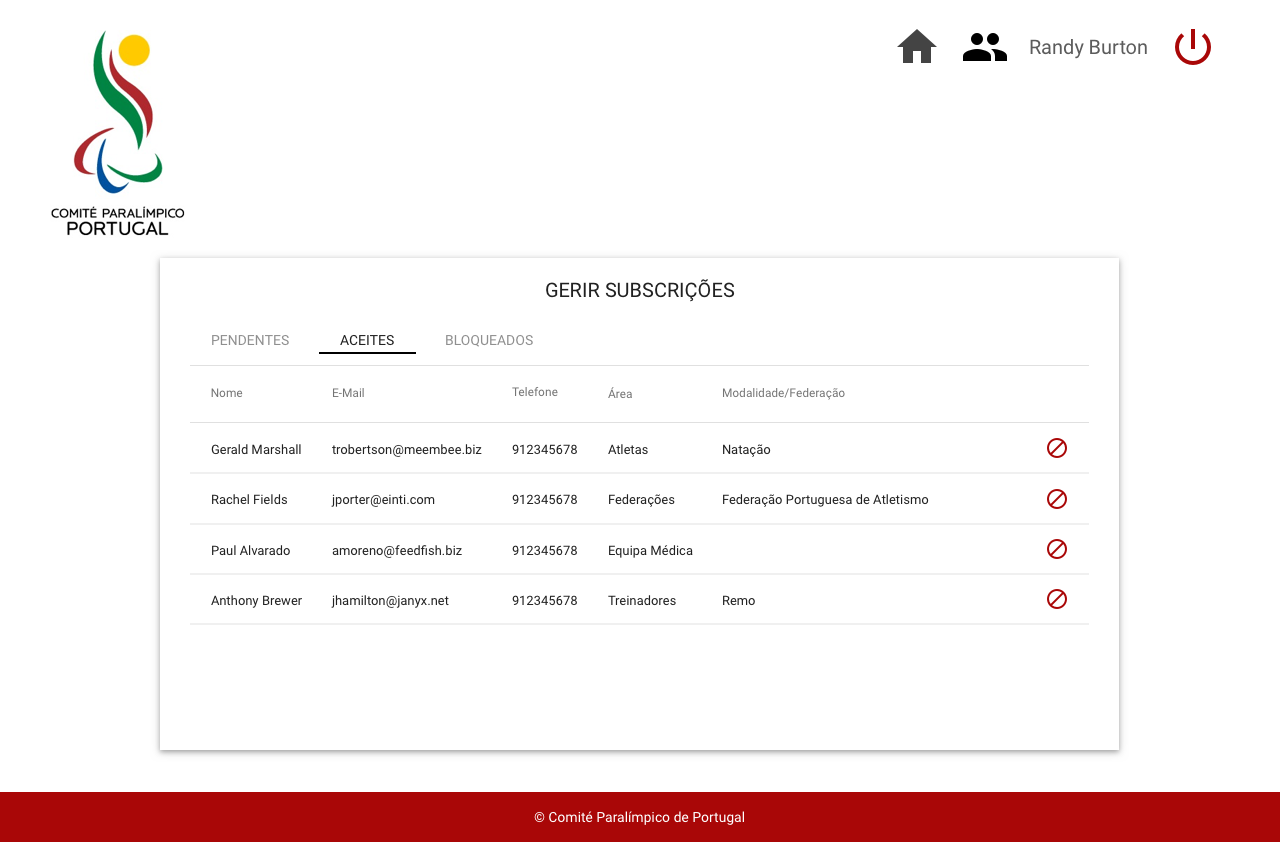 Randy Burton
COMITÉ PARALÍMPICO
PORTUGAL
GERIR SUBSCRIÇÕES
PENDENTES ACEITES BLOQUEADOS
Nome E-Mail Telefone Área Modalidade/Federação
Gerald Marshall trobertson@meembee.biz 912345678 Atletas Natação
Rachel Fields jporter@einti.com 912345678 Federações Federação Portuguesa de Atletismo
Paul Alvarado amoreno@feedfish.biz 912345678 Equipa Médica
Anthony Brewer jhamilton@janyx.net 912345678 Treinadores Remo
© Comité Paralímpico de Portugal